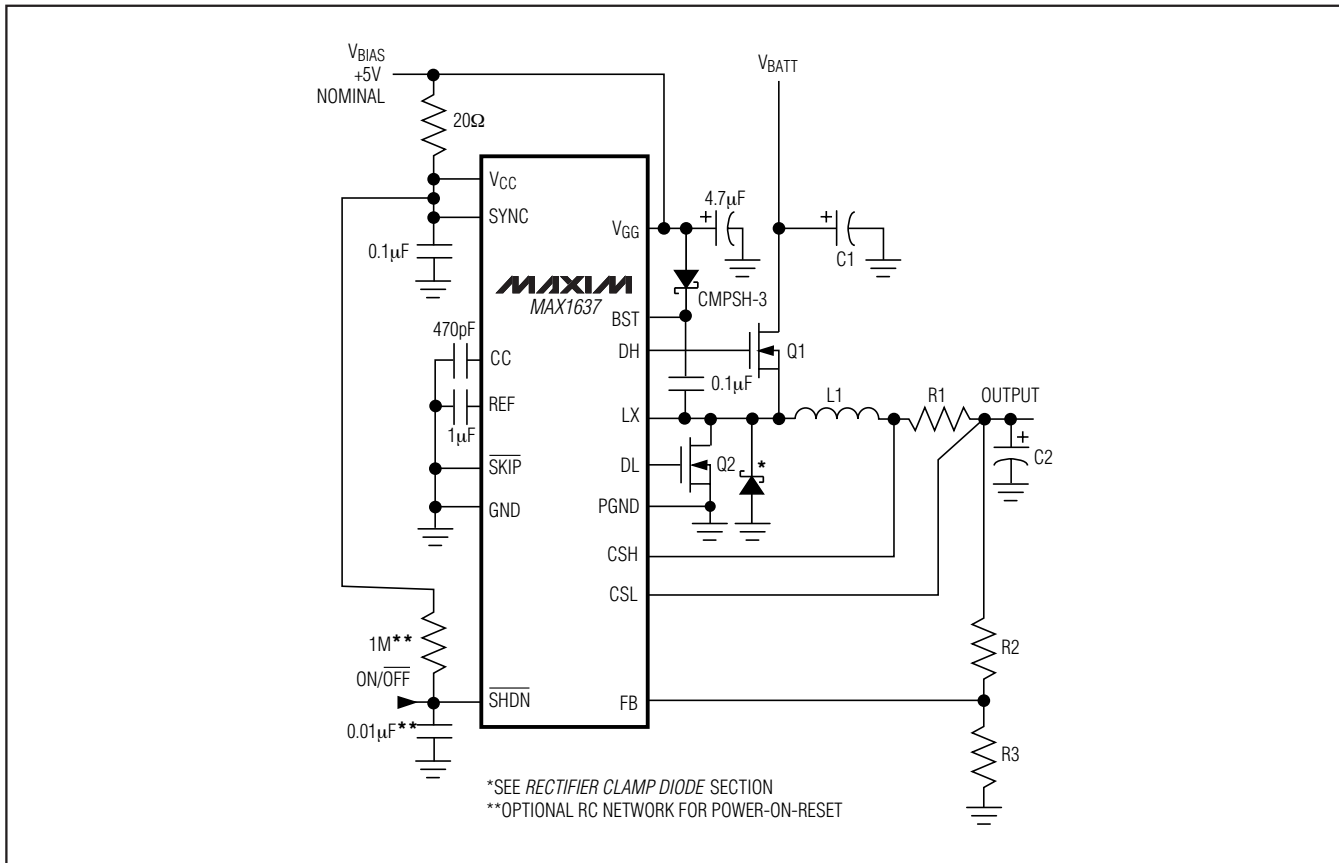 VBIAS
+5V
NOMINAL
VBATT
20Ω
VCC
SYNC
0.1µF
VGG
+
4.7µF
+
C1
MAXIM
MAX1637
CMPSH-3
BST
DH
Q1
0.1µF
470pF
CC
REF
1µF
SKIP
GND
LX
L1
R1
OUTPUT
+
C2
DL
Q2
*
PGND
CSH
CSL
1M**
ON/OFF
SHDN
0.01µF**
FB
R2
R3
*SEE RECTIFIER CLAMP DIODE SECTION
**OPTIONAL RC NETWORK FOR POWER-ON-RESET